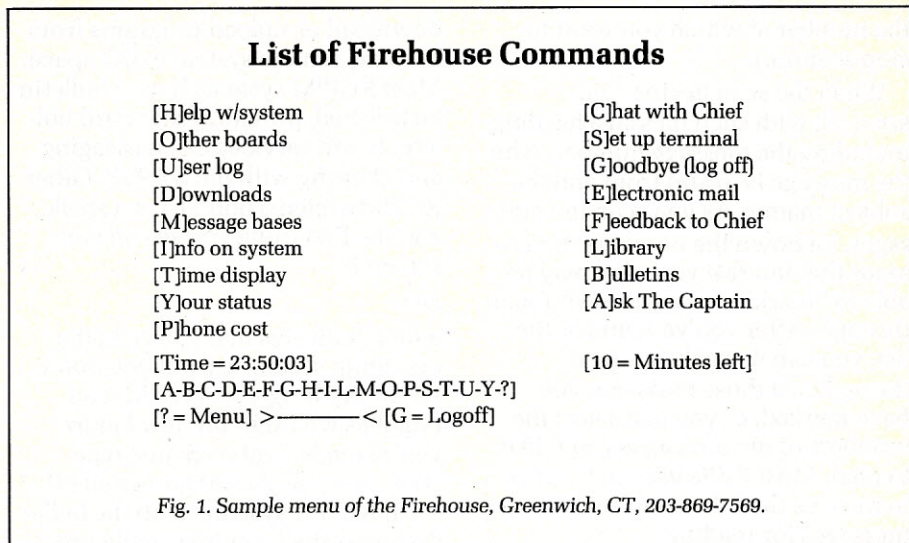 List of Firehouse Commands
[H]elp w/system [C]hat with Chief
[O]ther boards [S]et up terminal
[U]ser log [G]oodbye (log off)
[D]ownloads [E]lectronic mail
[M]essage bases [F]eedback to Chief
[I]nfo on system [L]ibrary
[T]ime display [B]ulletins
[Y]our status [A]sk The Captain
[P]hone cost
[Time = 23:50:03] [10 = Minutes left]
[A-B-C-D-E-F-G-H-I-L-M-O-P-S-T-U-Y-?]
[? = Menu] >————< [G = Logoff]
Fig. 1. Sample menu of the Firehouse, Greenwich, CT, 203-869-7569.